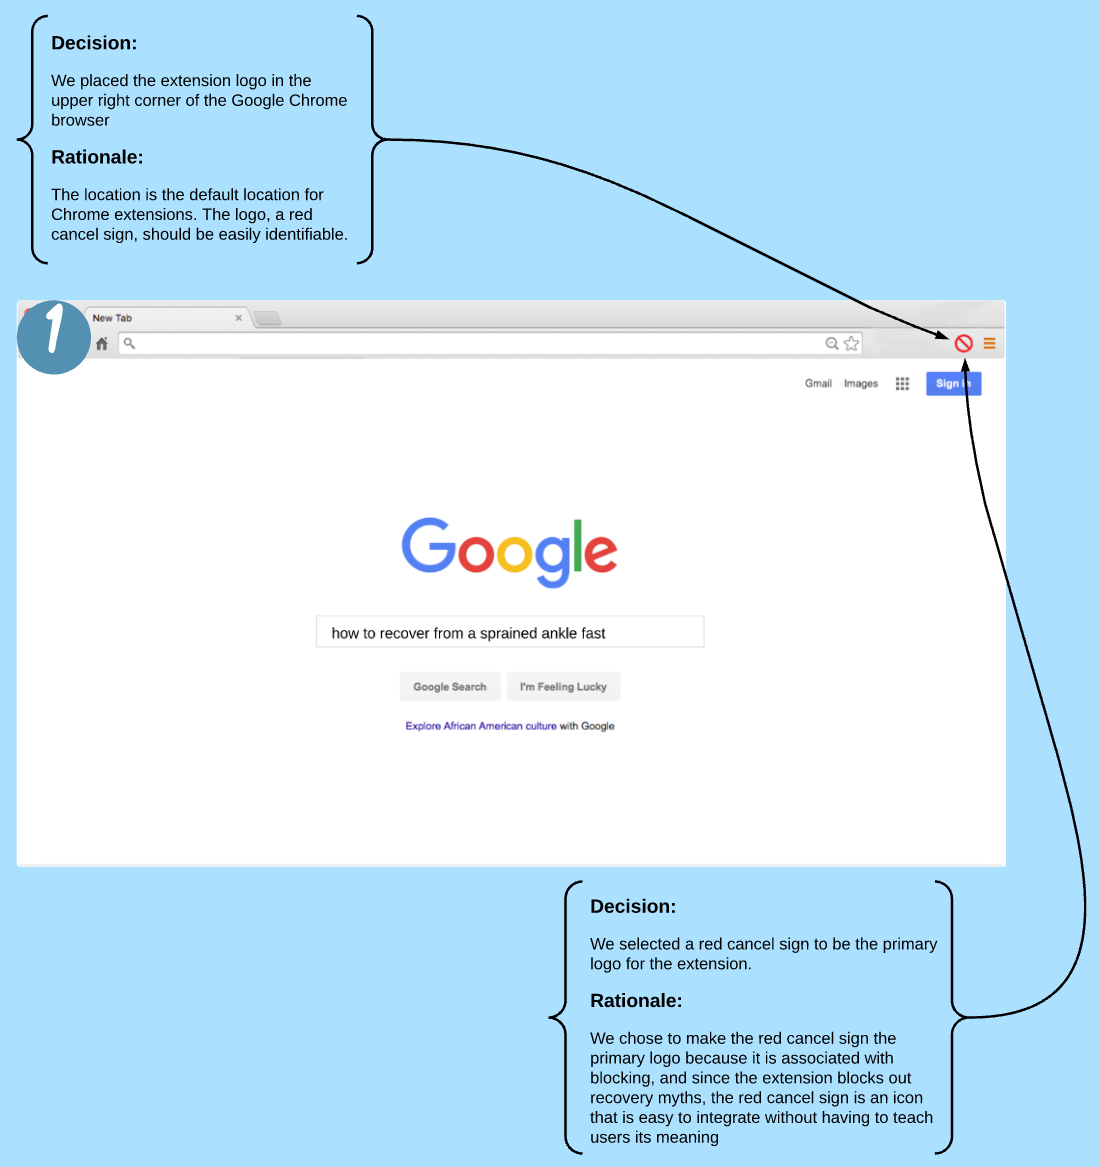 Decision:
We placed the extension logo in the
upper right corner of the Google Chrome
browser
Rationale:
The location is the default location for
Chrome extensions. The logo, a red
cancel sign, should be easily identifiable.
1
New Tab
Gmail Images Sign in
Google
how to recover from a sprained ankle fast
Google Search I'm Feeling Lucky
Explore African American culture with Google
Decision:
We selected a red cancel sign to be the primary
logo for the extension.
Rationale:
We chose to make the red cancel sign the
primary logo because it is associated with
blocking, and since the extension blocks out
recovery myths, the red cancel sign is an icon
that is easy to integrate without having to teach
users its meaning